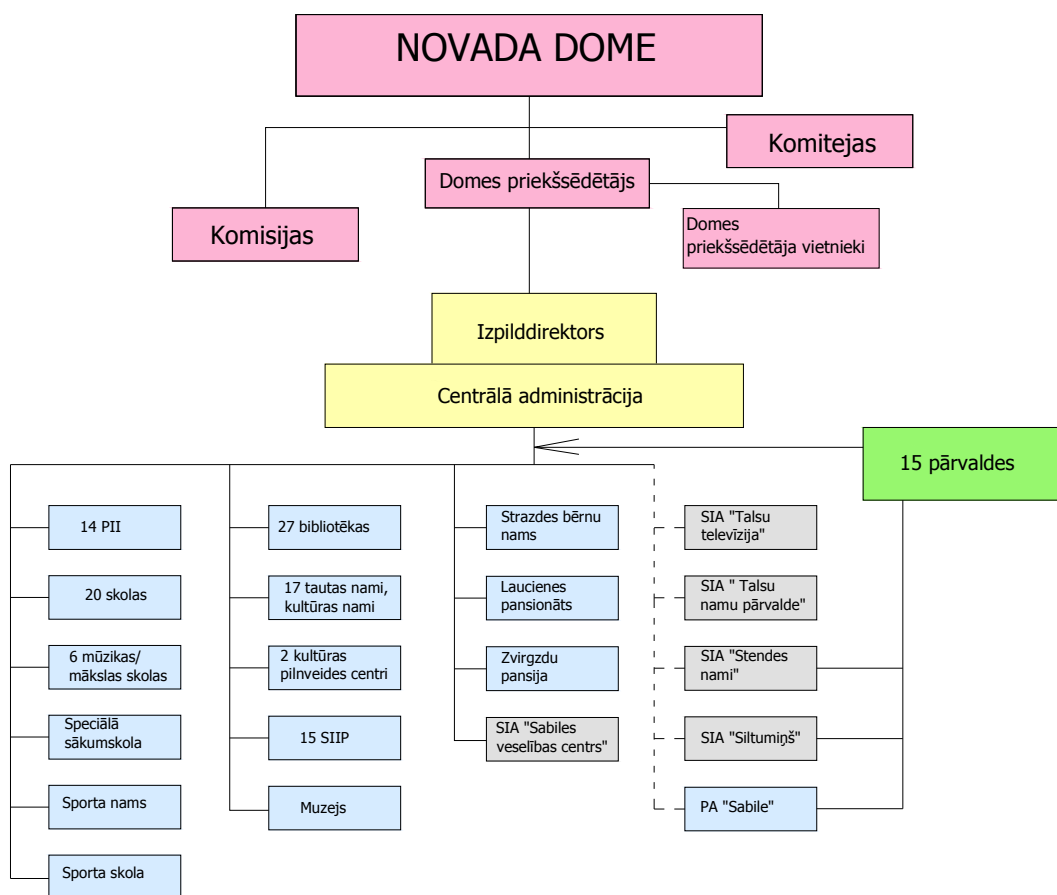 NOVADA DOME
Komitejas
Domes priekšsēdētājs
Komisijas
Domes
priekšsēdētāja vietnieki
Izpilddirektors
Centrālā administrācija
15 pārvaldes
14 PII
20 skolas
6 mūzikas/
mākslas skolas
Speciālā
sākumskola
Sporta nams
Sporta skola
27 bibliotēkas
17 tautas nami,
kultūras nami
2 kultūras
pilnveides centri
15 SIIP
Muzejs
Strazdes bērnu
nams
Laucienes
pansionāts
Zvirgzdu
pansija
SIA "Sabiles
veselības centrs"
SIA "Talsu
televīzija"
SIA " Talsu
namu pārvalde"
SIA "Stendes
nami"
SIA "Siltumiņš"
PA "Sabile"